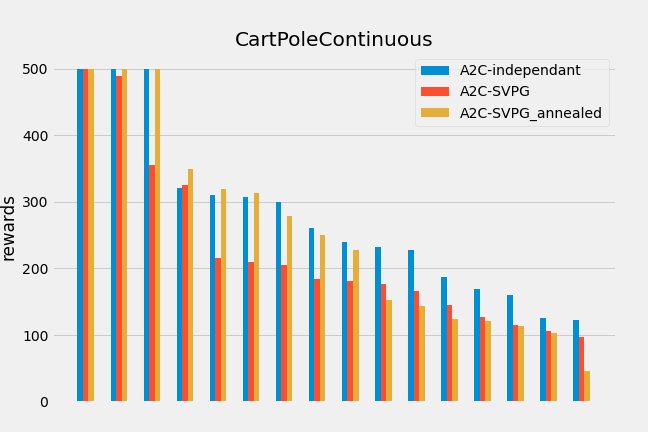 CartPoleContinuous
A2C-independant
A2C-SVPG
A2C-SVPG_annealed
rewards
500
400
300
200
100
0